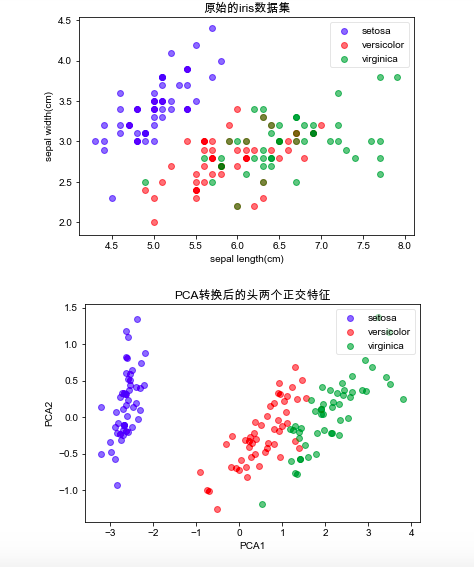 原始的iris数据集
4.5
4.0
3.5
3.0
2.5
2.0
sepal width(cm)
setosa
versicolor
virginica
4.5 5.0 5.5 6.0 6.5 7.0 7.5 8.0
sepal length(cm)
PCA转换后的头两个正交特征
1.5
1.0
0.5
0.0
−0.5
−1.0
PCA2
setosa
versicolor
virginica
−3 −2 −1 0 1 2 3 4
PCA1